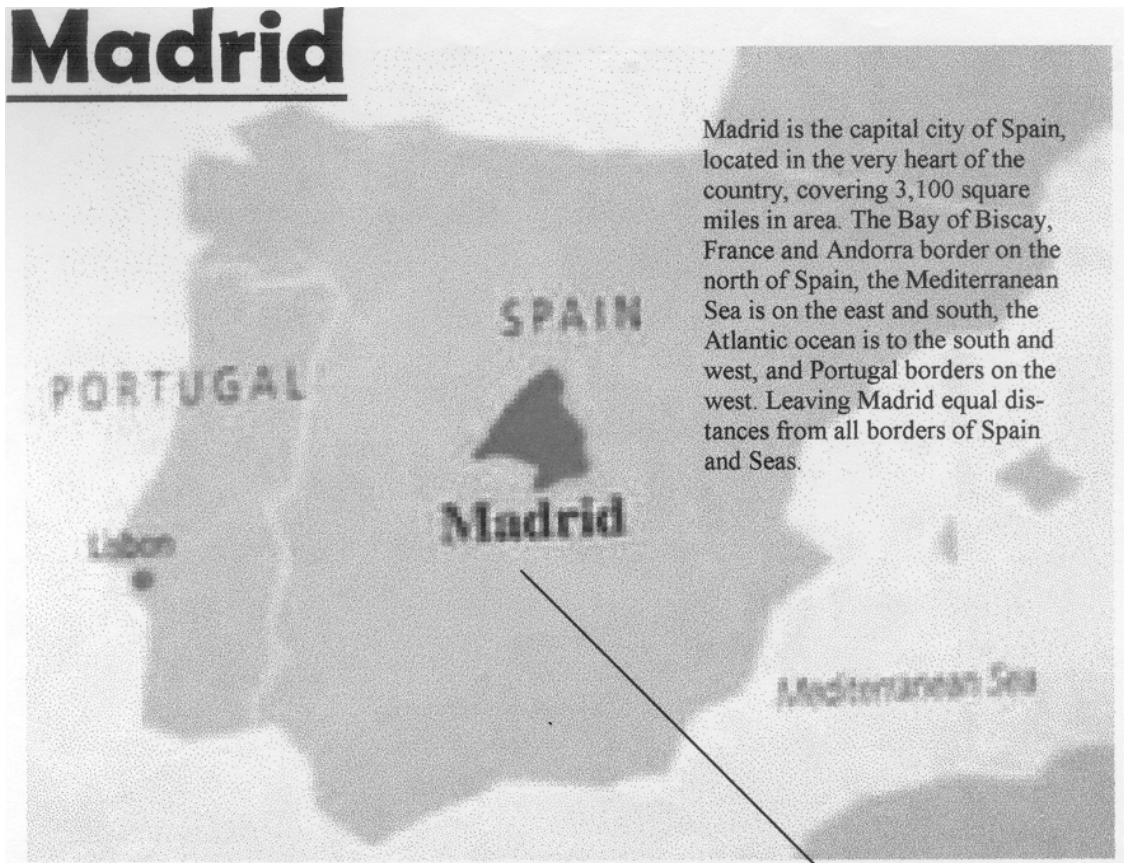 Madrid
Madrid is the capital city of Spain,
located in the very heart of the
country, covering 3,100 square
miles in area. The Bay of Biscay,
France and Andorra border on the
north of Spain, the Mediterranean
Sea is on the east and south, the
Atlantic ocean is to the south and
west, and Portugal borders on the
west. Leaving Madrid equal dis-
tances from all borders of Spain
and Seas.
SPAIN
PORTUGAL
Madrid
Lisbon
Mediterranean Sea